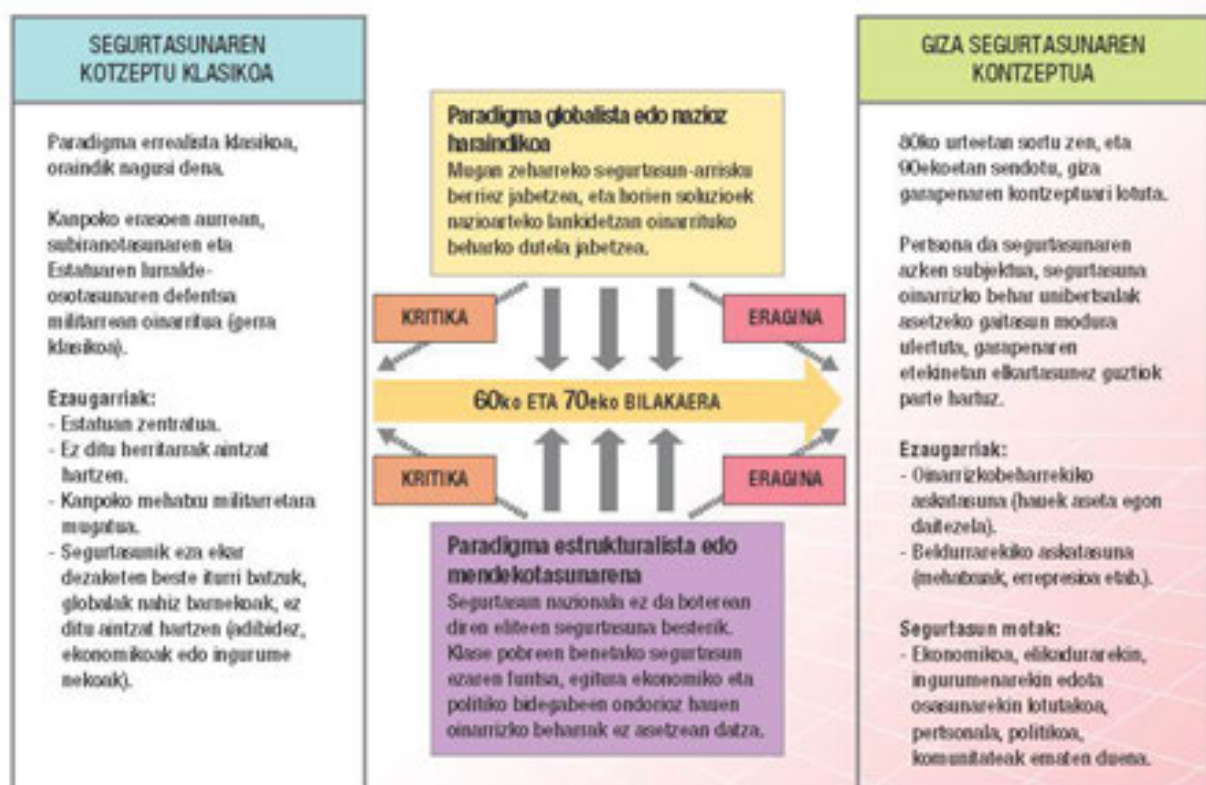 SEGURTASUNAREN
KOTZEPTU KLASIKOA
Paradigma errealista klasikoa,
oraindik nagusi dena.
Kanpoko erasoen aurrean,
subiranotasunaren eta
Estatuaren lurralde-
osotasunaren defentsa
militarrean oinarritua (gerra
klasikoa).
Ezaugarriak:
- Estatuan zentratua.
- Ez ditu herritarrak aintzat
hartzen.
- Kanpoko mehatxu militarretara
mugatua.
- Segurtasunik eza ekar
dezaketen beste iturri batzuk,
globalak nahiz barnekoak, ez
ditu aintzat hartzen (adibidez,
ekonomikoak edo ingurume
nekoak).
Paradigma globalista edo nazioz
haraindikoa
Mugan zeharreko segurtasun-arrisku
berriez jabetzea, eta horien soluzioek
nazioarteko lankidetzan oinarrituko
beharko dutela jabetzea.
KRITIKA
ERAGINA
60ko ETA 70eko BILAKAERA
KRITIKA
ERAGINA
Paradigma estrukturalista edo
mendekotasunarena
Segurtasun nazionala ez da boterean
diren eliteen segurtasuna besterik.
Klase pobreen benetako segurtasun
ezaren funtsa, egitura ekonomiko eta
politiko bidegabeen ondorioz hauen
oinarrizko beharrak ez asetzean datza.
GIZA SEGURTASUNAREN
KONTZEPTUA
80ko urteetan sortu zen, eta
90ekoetan sendotu, giza
garapenaren kontzeptuari lotuta.
Pertsona da segurtasunaren
azken subjektua, segurtasuna
oinarrizko behar unibertsalak
asetzeko gaitasun modura
ulertuta, garapenaren
etekinetan elkartasunez guztiok
parte hartuz.
Ezaugarriak:
- Oinarrizkobeharrekiko
askatasuna (hauek aseta egon
daitezela).
- Beldurrarekiko askatasuna
(mehatxuak, errepresioa etab.).
Segurtasun motak:
- Ekonomikoa, elikadurarekin,
ingurumenarekin edota
osasunarekin lotutakoa,
pertsonala, politikoa,
komunitateak ematen duena.